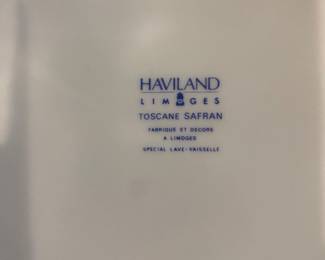 HAVILAND
LIMOGES
TOSCANE SAFRAN
FABRIQUE ET DECORE
A LIMOGES
SPECIAL LAVE-VAISSELLE